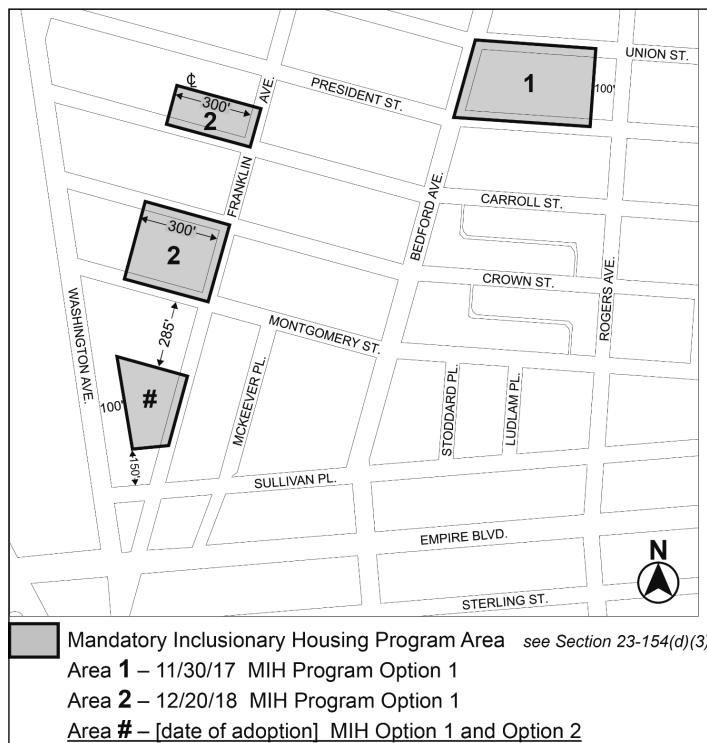 UNION ST.
1
100'
℄
AVE.
PRESIDENT ST.
300'
2
FRANKLIN
BEDFORD AVE.
CARROLL ST.
300'
2
CROWN ST.
ROGERS AVE.
WASHINGTON AVE.
285'
MONTGOMERY ST.
MCKEEVER PL.
STODDARD PL.
LUDLAM PL.
100'
#
150'
SULLIVAN PL.
EMPIRE BLVD.
N
STERLING ST.
Mandatory Inclusionary Housing Program Area see Section 23-154(d)(3)
Area 1 – 11/30/17 MIH Program Option 1
Area 2 – 12/20/18 MIH Program Option 1
Area # – [date of adoption] MIH Option 1 and Option 2